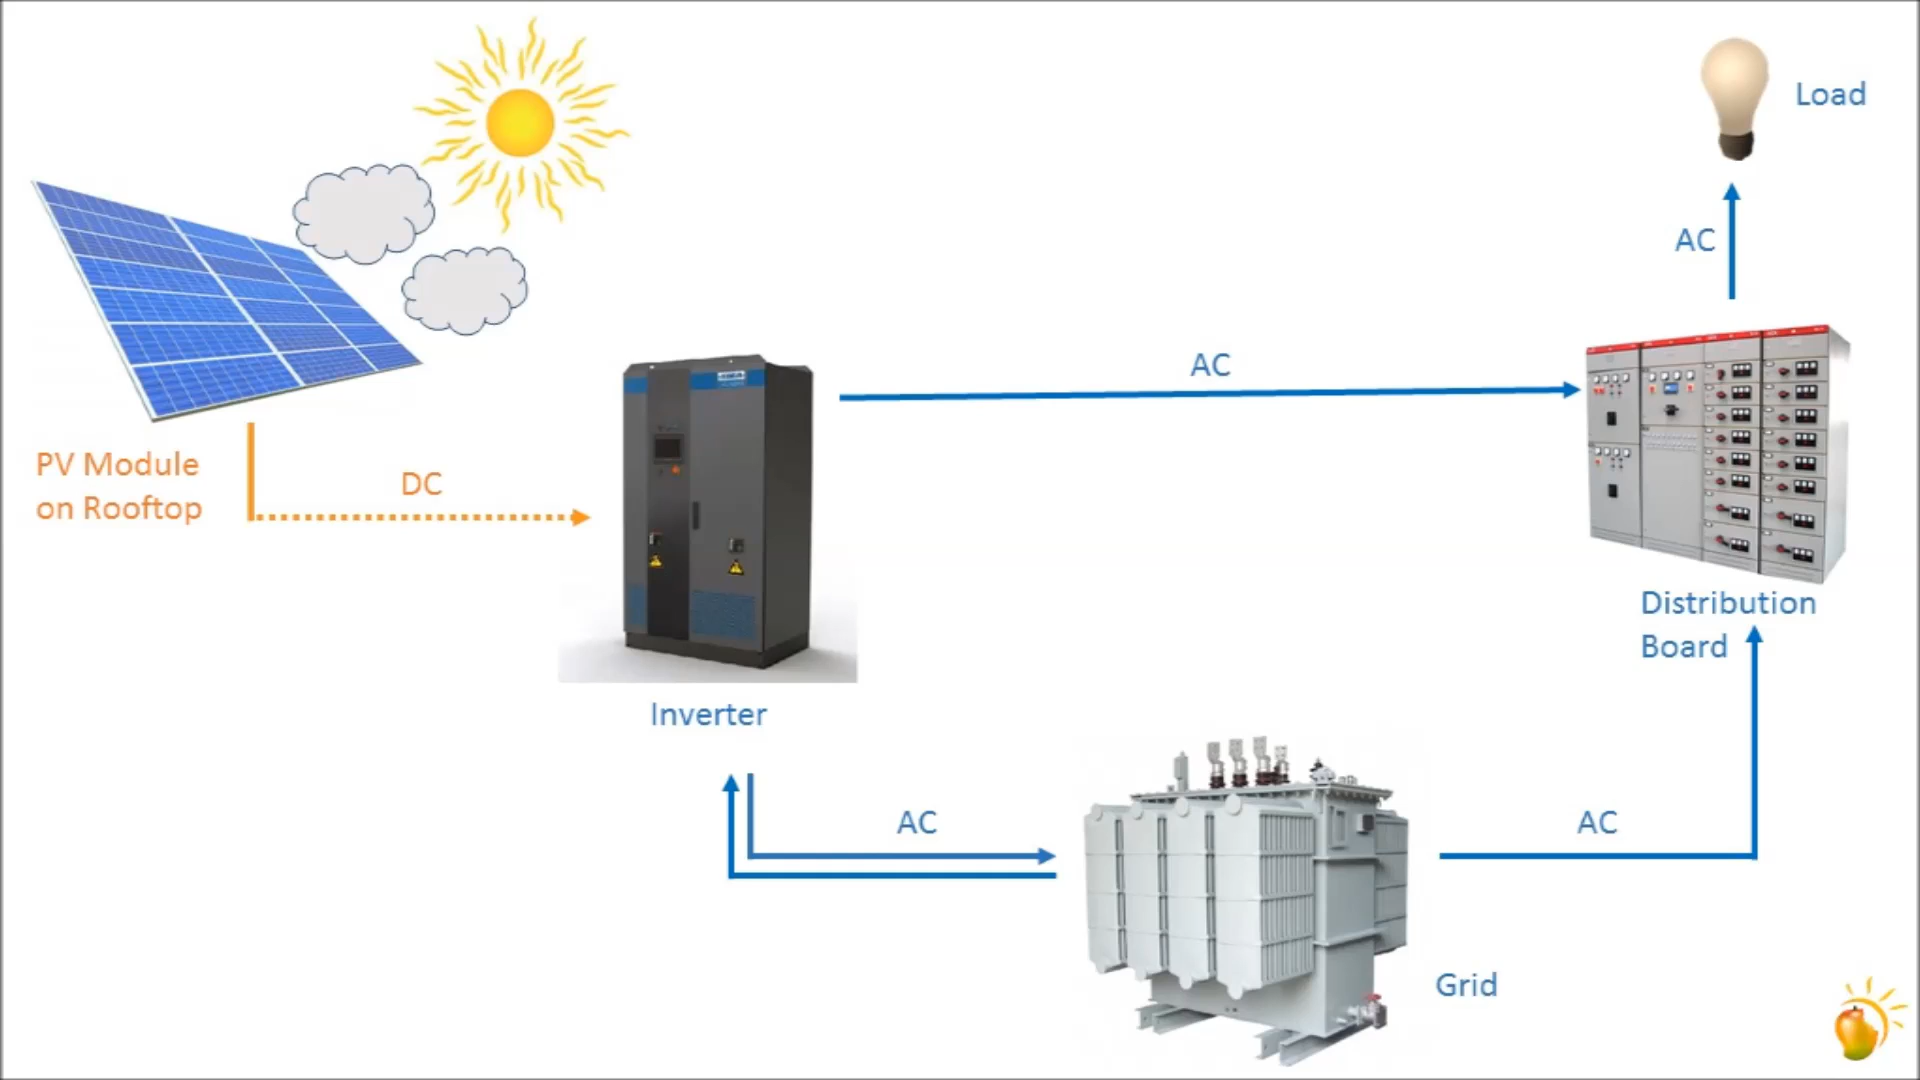 Load
AC
AC
PV Module
on Rooftop
DC
Distribution
Board
Inverter
AC
AC
Grid